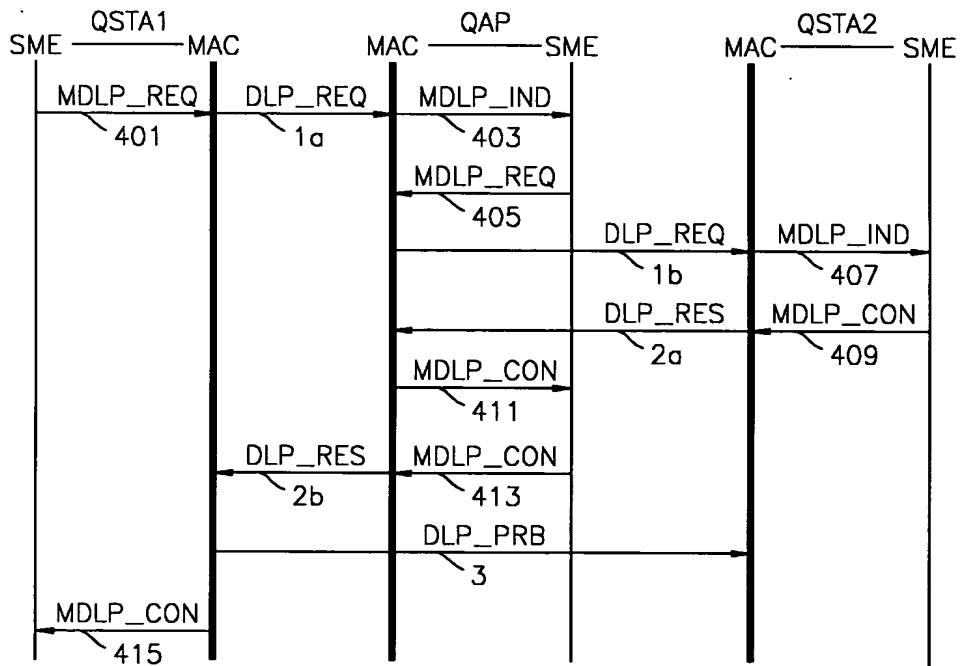 QSTA1 QAP QSTA2
SME MAC MAC SME MAC SME
MDLP_REQ DLP_REQ MDLP_IND
401 1a 403
MDLP_REQ
405
DLP_REQ MDLP_IND
1b 407
DLP_RES MDLP_CON
2a 409
MDLP_CON
411
DLP_RES MDLP_CON
2b 413
DLP_PRB
3
MDLP_CON
415